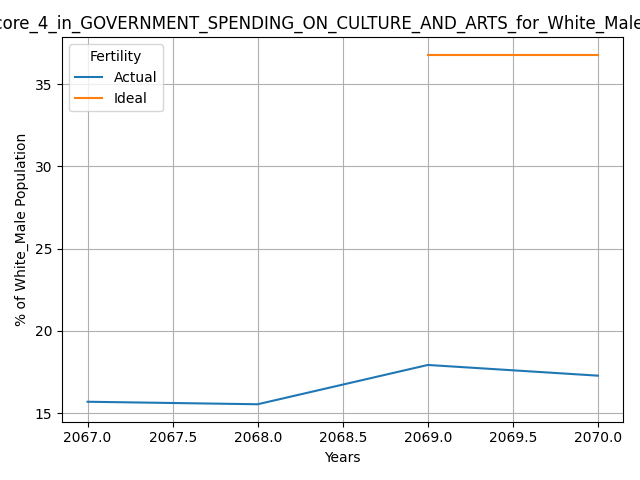 core_4_in_GOVERNMENT_SPENDING_ON_CULTURE_AND_ARTS_for_White_Male
Fertility
Actual
Ideal
% of White_Male Population
35
30
25
20
15
2067.0 2067.5 2068.0 2068.5 2069.0 2069.5 2070.0
Years